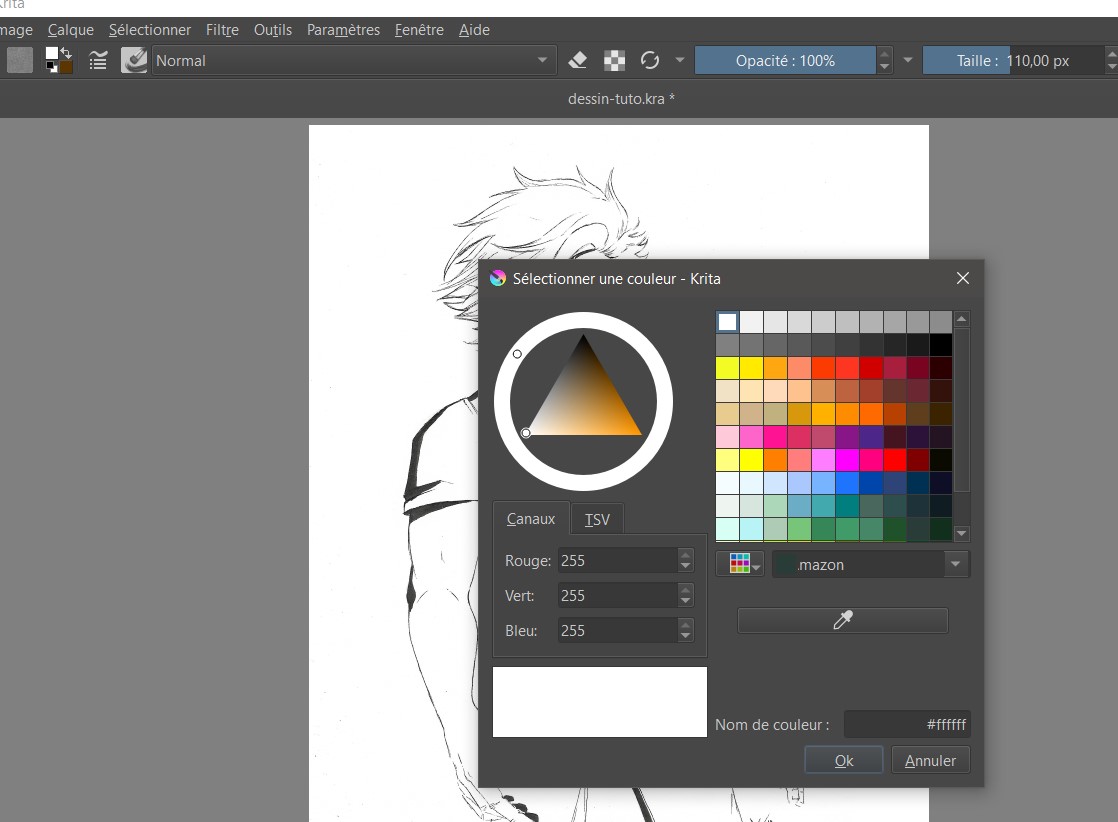 Krita
mage Calque Sélectionner Filtre Outils Paramètres Fenêtre Aide
Normal Opacité : 100% Taille : 110,00 px
dessin-tuto.kra *
Sélectionner une couleur - Krita
Canaux TSV
Rouge: 255
Vert: 255
Bleu: 255
.mazon
Nom de couleur : #ffffff
Ok Annuler